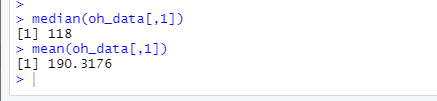 >
> median(oh_data[,1])
[1] 118
> mean(oh_data[,1])
[1] 190.3176
>